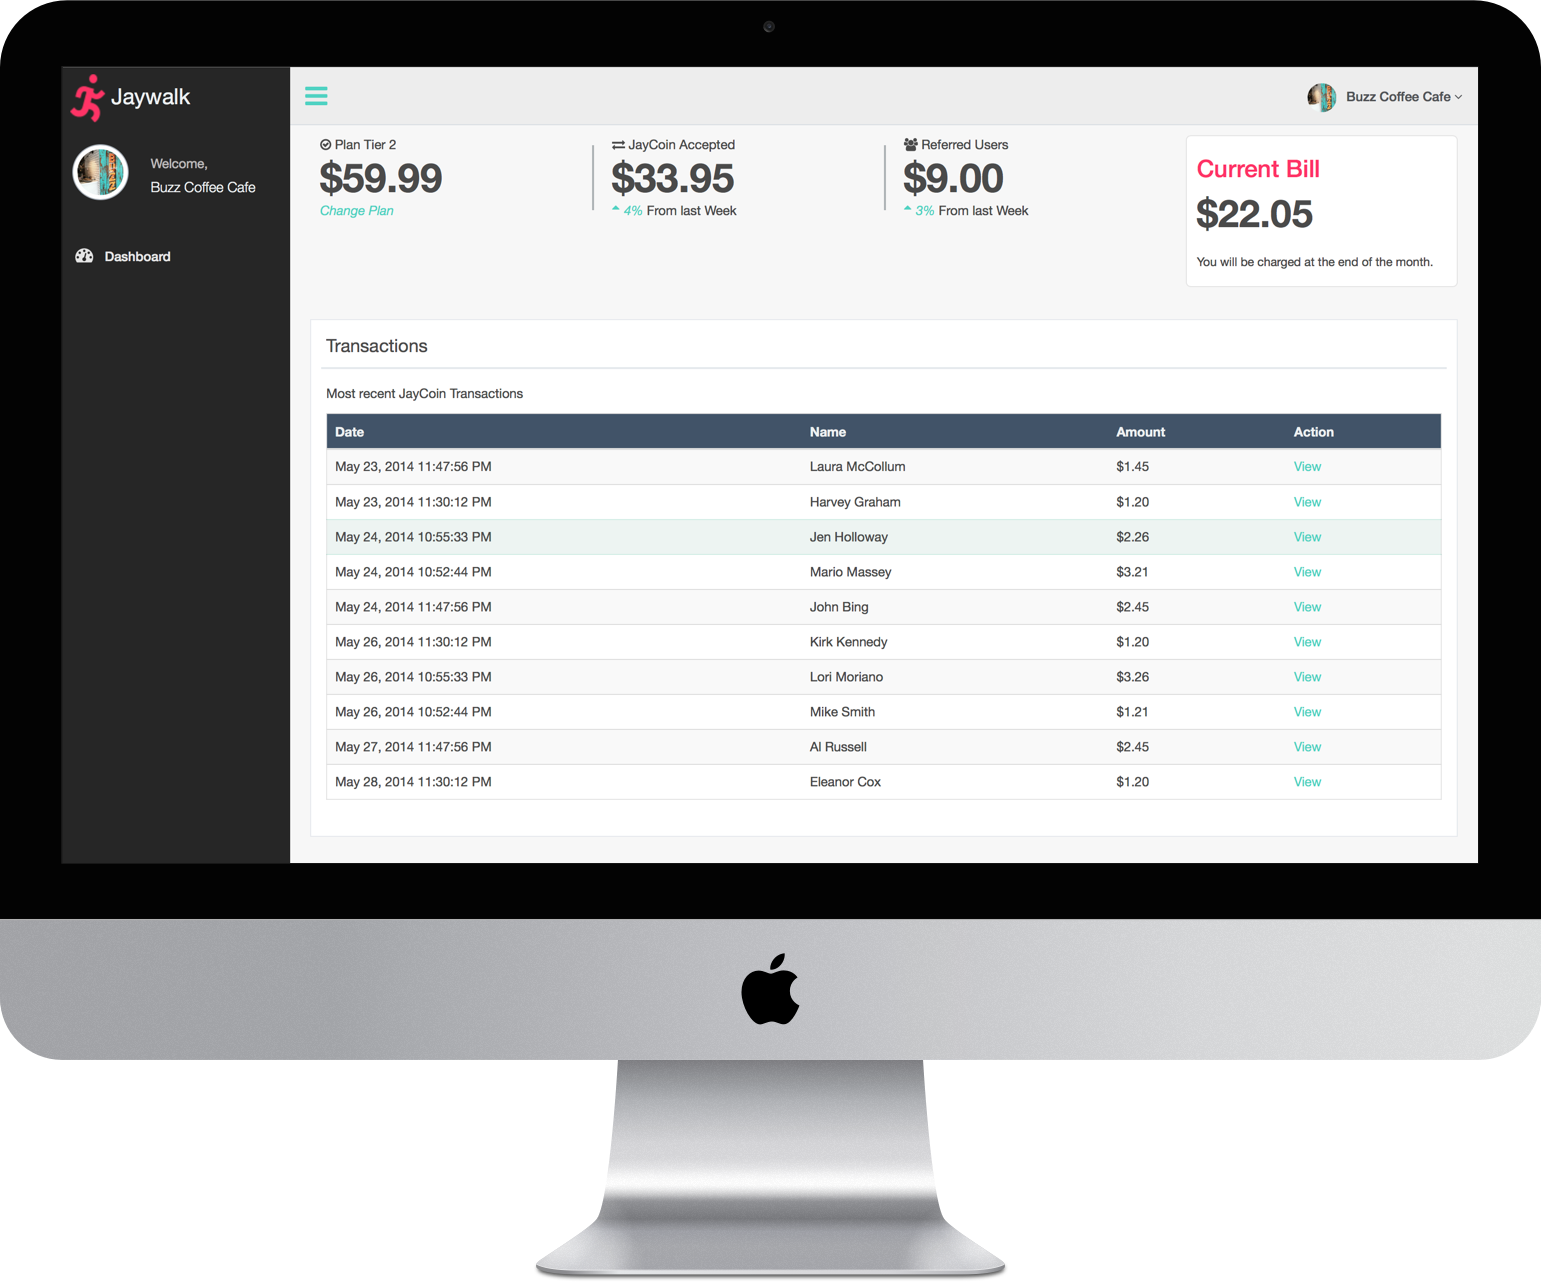 Jaywalk
Welcome,
Buzz Coffee Cafe
Dashboard
Buzz Coffee Cafe
Plan Tier 2
$59.99
Change Plan
JayCoin Accepted
$33.95
4% From last Week
Referred Users
$9.00
3% From last Week
Current Bill
$22.05
You will be charged at the end of the month.
Transactions
Most recent JayCoin Transactions
Date Name Amount Action
May 23, 2014 11:47:56 PM Laura McCollum $1.45 View
May 23, 2014 11:30:12 PM Harvey Graham $1.20 View
May 24, 2014 10:55:33 PM Jen Holloway $2.26 View
May 24, 2014 10:52:44 PM Mario Massey $3.21 View
May 24, 2014 11:47:56 PM John Bing $2.45 View
May 26, 2014 11:30:12 PM Kirk Kennedy $1.20 View
May 26, 2014 10:55:33 PM Lori Moriano $3.26 View
May 26, 2014 10:52:44 PM Mike Smith $1.21 View
May 27, 2014 11:47:56 PM Al Russell $2.45 View
May 28, 2014 11:30:12 PM Eleanor Cox $1.20 View